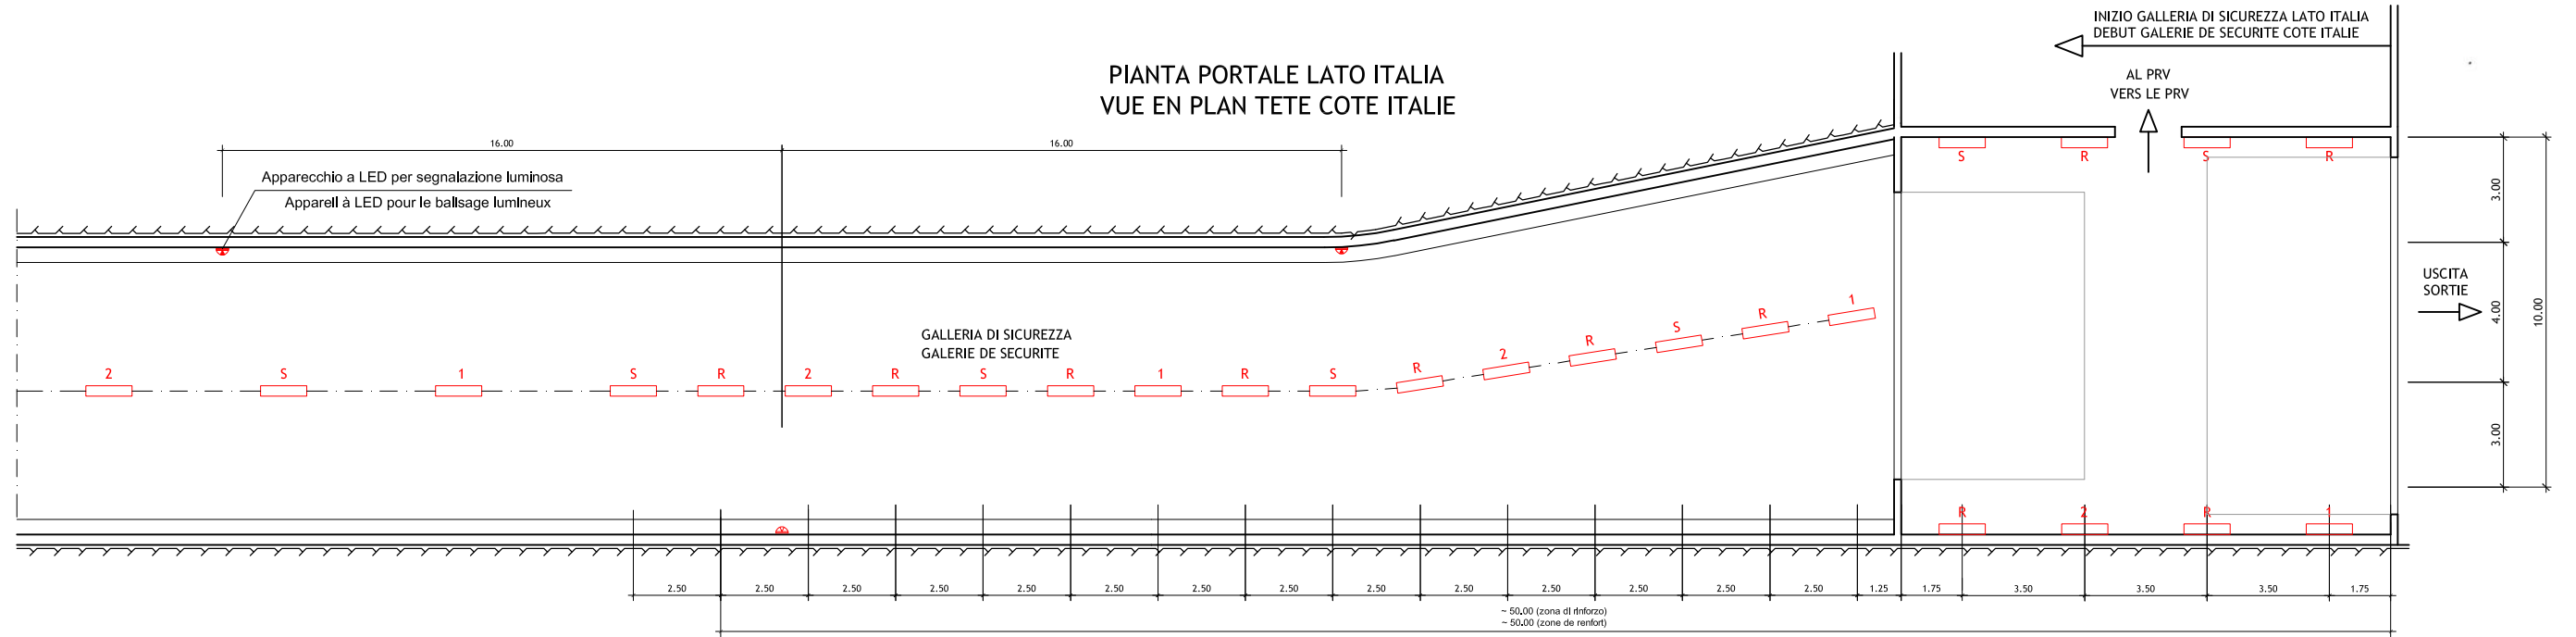 INIZIO GALLERIA DI SICUREZZA LATO ITALIA
DEBUT GALERIE DE SECURITE COTE ITALIE
PIANTA PORTALE LATO ITALIA
VUE EN PLAN TETE COTE ITALIE
AL PRV
VERS LE PRV
16.00 16.00
S R S R
Apparecchio a LED per segnalazione luminosa
Appareil à LED pour le balisage lumineux
3.00
USCITA
SORTIE
4.00
10.00
3.00
GALLERIA DI SICUREZZA
GALERIE DE SECURITE
2 S 1 S R 2 R S R 1 R S R 2 R S R 1
R 2 R 1
2.50 2.50 2.50 2.50 2.50 2.50 2.50 2.50 2.50 2.50 2.50 2.50 2.50 2.50 1.25 1.75 3.50 3.50 3.50 1.75
~ 50.00 (zona di rinforzo)
~ 50.00 (zone de renfort)